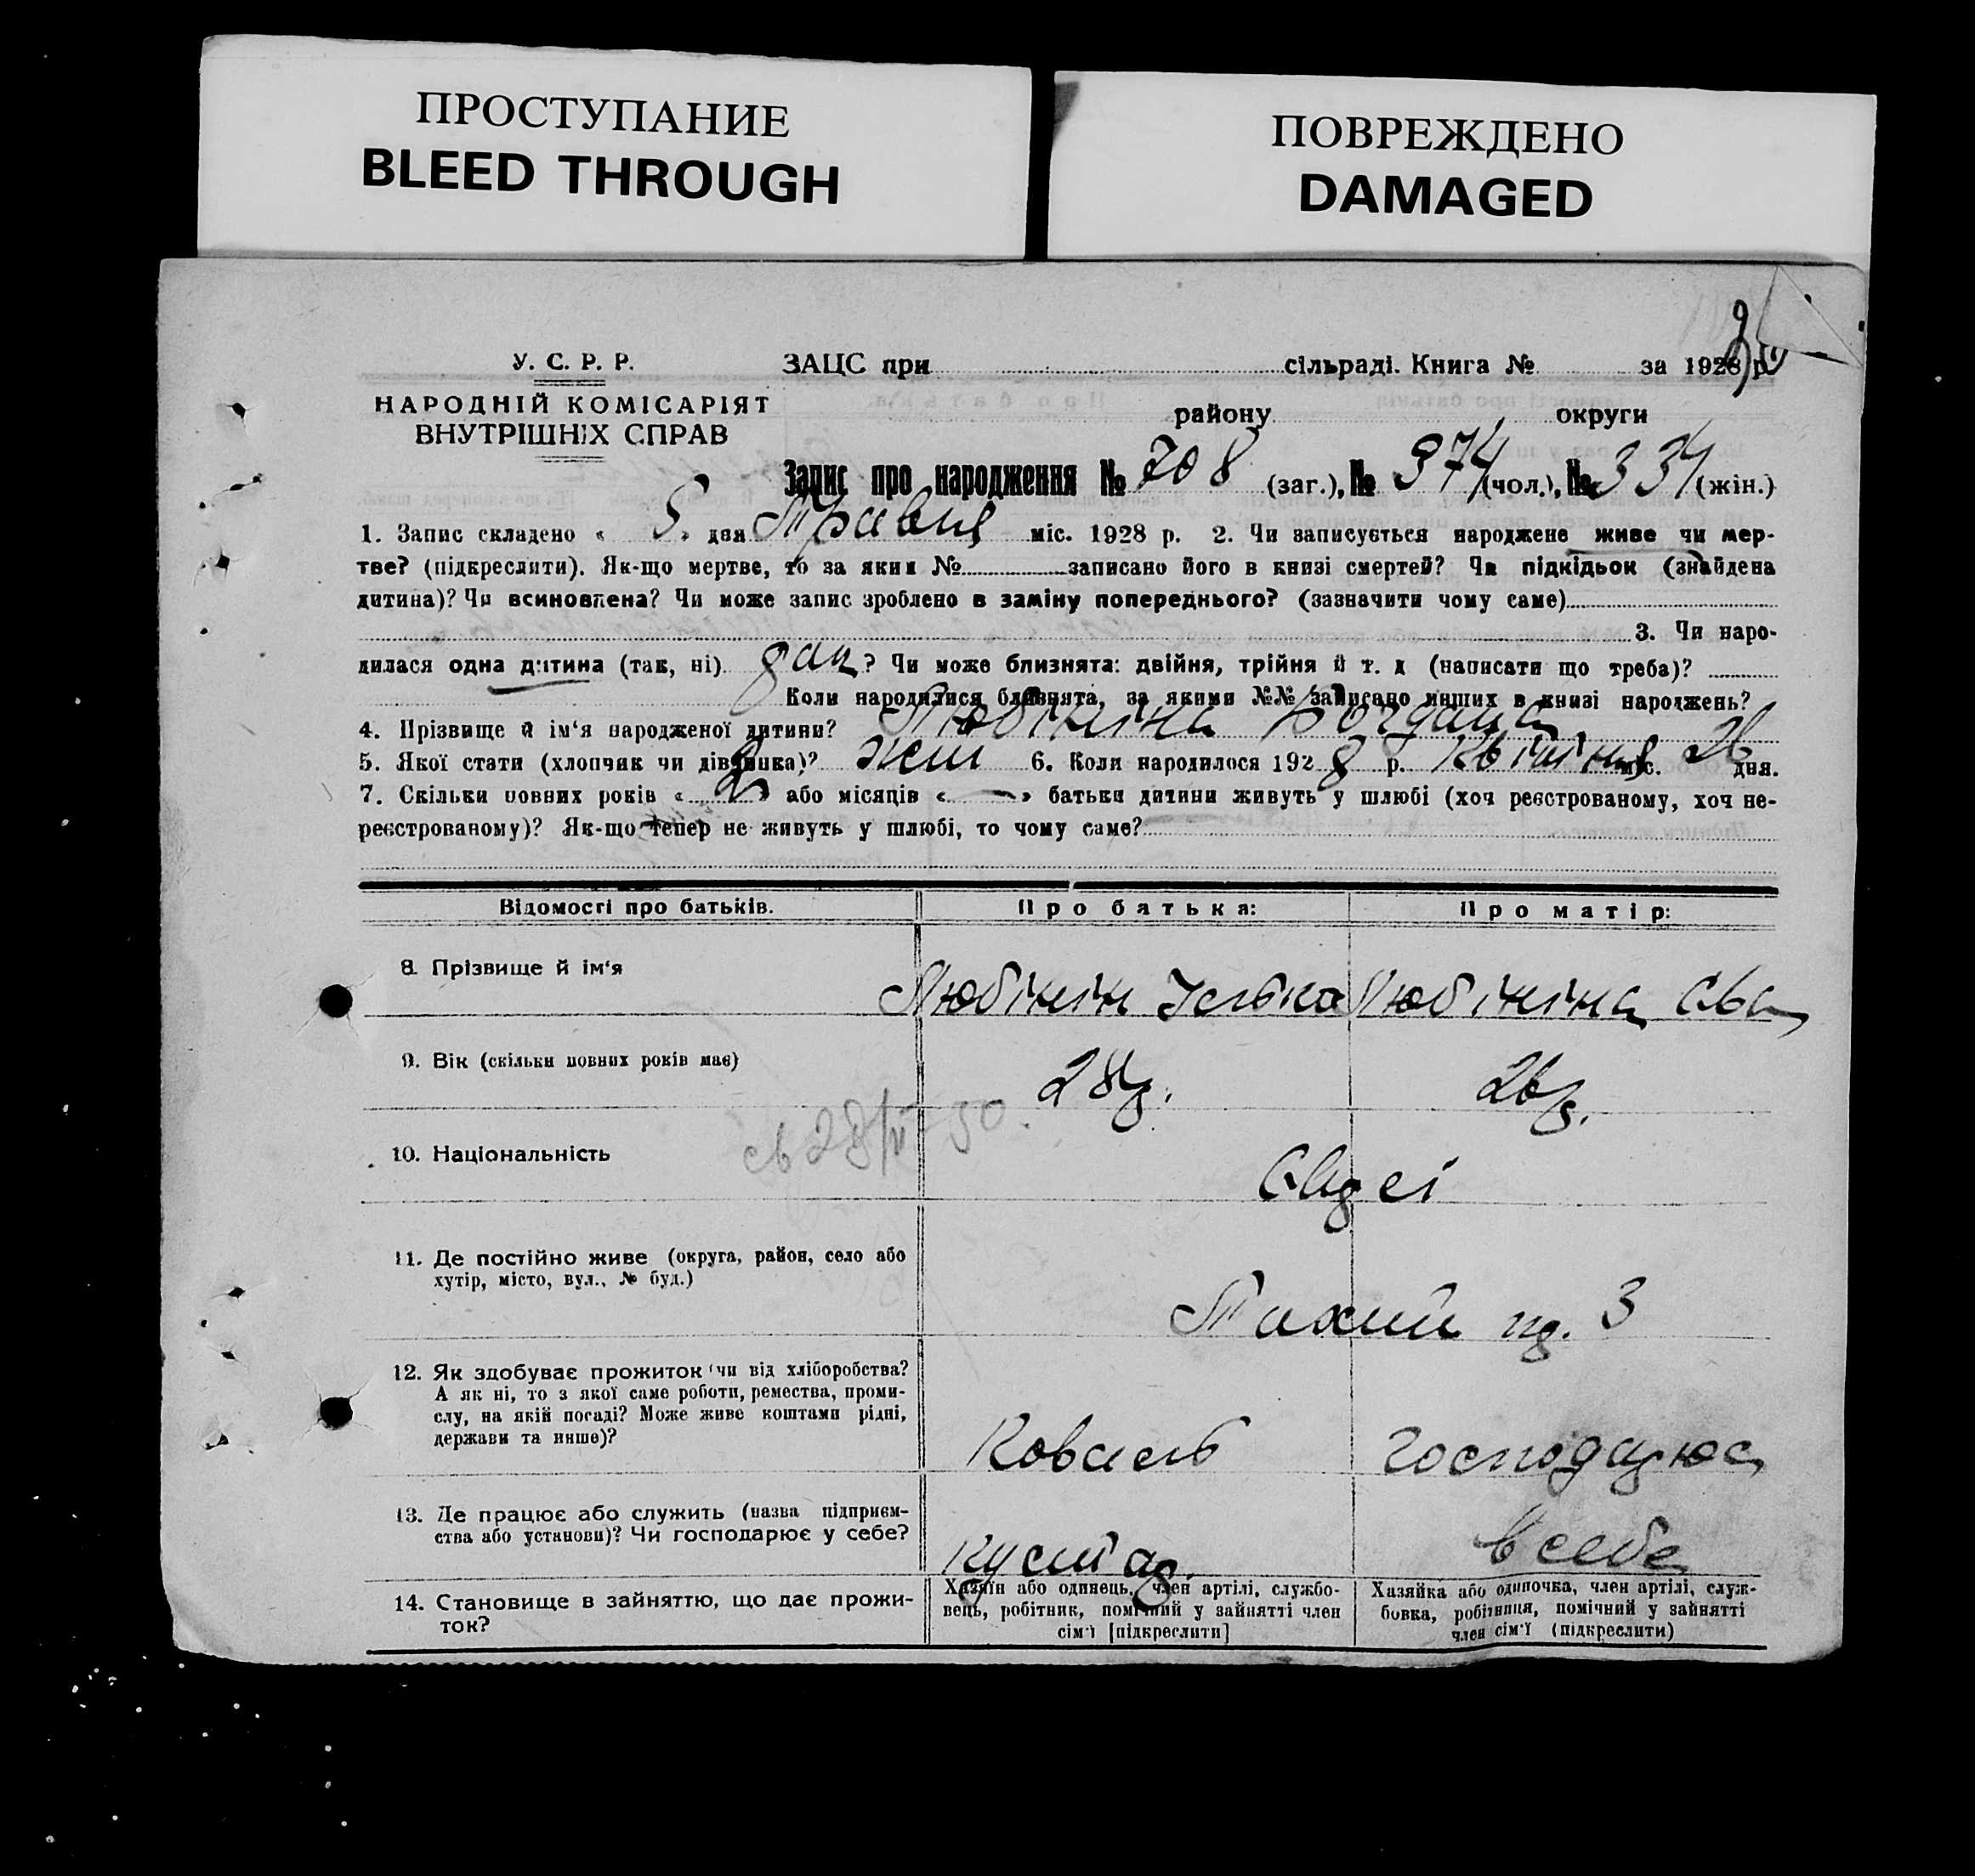 ПРОСТУПАНИЕ
BLEED THROUGH
ПОВРЕЖДЕНО
DAMAGED
У. С. Р. Р.
НАРОДНІЙ КОМІСАРІЯТ
ВНУТРІШНІХ СПРАВ
ЗАЦС при сільраді. Книга № за 1928 р.
району округи
Запис про народження № 708 (заг.), № 374 (чол.), № 334 (жін.)
1. Запис складено « 5 » дня Травня міс. 1928 р. 2. Чи записується народжене живе чи мер-
тве? (підкреслити). Як-що мертве, то за яким № записано його в книзі смертей? Чи підкідьок (знайдена
дитина)? Чи всиновлена? Чи може запис зроблено в заміну попереднього? (зазначити чому саме)
3. Чи наро-
дилася одна дитина (так, ні) ? Чи може близнята: двійня, трійня й т. д (написати що треба)?
Коли народилися близнята, за якими №№ записано инших в книзі народжень?
4. Прізвище й ім'я народженої дитини? Любініна
5. Якої стати (хлопчик чи дівчинка)? жін 6. Коли народилося 1928 р. Квітня міс. 26 дня.
7. Скільки повних років « 2 » або місяців « — » батьки дитини живуть у шлюбі (хоч реєстрованому, хоч не-
реєстрованому)? Як-що тепер не живуть у шлюбі, то чому саме?
Відомості про батьків. Про батька: Про матір:
8. Прізвище й ім'я Любінін Любініна
9. Вік (скільки повних років має) 28р. 26р.
10. Національність Євреі
11. Де постійно живе (округа, район, село або
хутір, місто, вул., № буд.)
3
12. Як здобуває прожиток (чи від хліборобства?
А як ні, то з якої саме роботи, ремества, проми-
слу, на якій посаді? Може живе коштами рідні,
держави та инше)?
Коваль Господарює
13. Де працює або служить (назва підприєм-
ства або установи)? Чи господарює у себе?
Кустар. в себе
14. Становище в зайняттю, що дає прожи-
ток?
Хазяїн або одинець, член артілі, службо-
вець, робітник, помічний у зайнятті член
сім'ї [підкреслити]
Хазяйка або одиночка, член артілі, служ-
бовка, робітниця, помічний у зайнятті
член сім'ї (підкреслити)